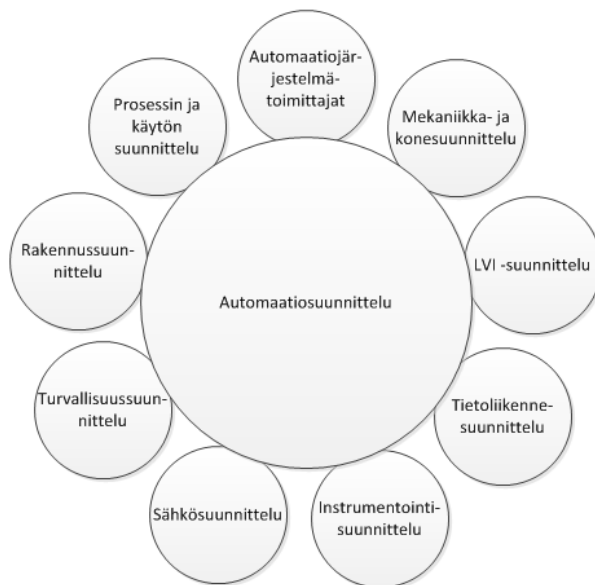 Automaatiojär-
jestelmä-
toimittajat
Mekaniikka- ja
konesuunnittelu
LVI -suunnittelu
Tietoliikenne-
suunnittelu
Instrumentointi-
suunnittelu
Sähkösuunnittelu
Turvallisuussuun-
nittelu
Rakennussuun-
nittelu
Prosessin ja
käytön
suunnittelu
Automaatiosuunnittelu